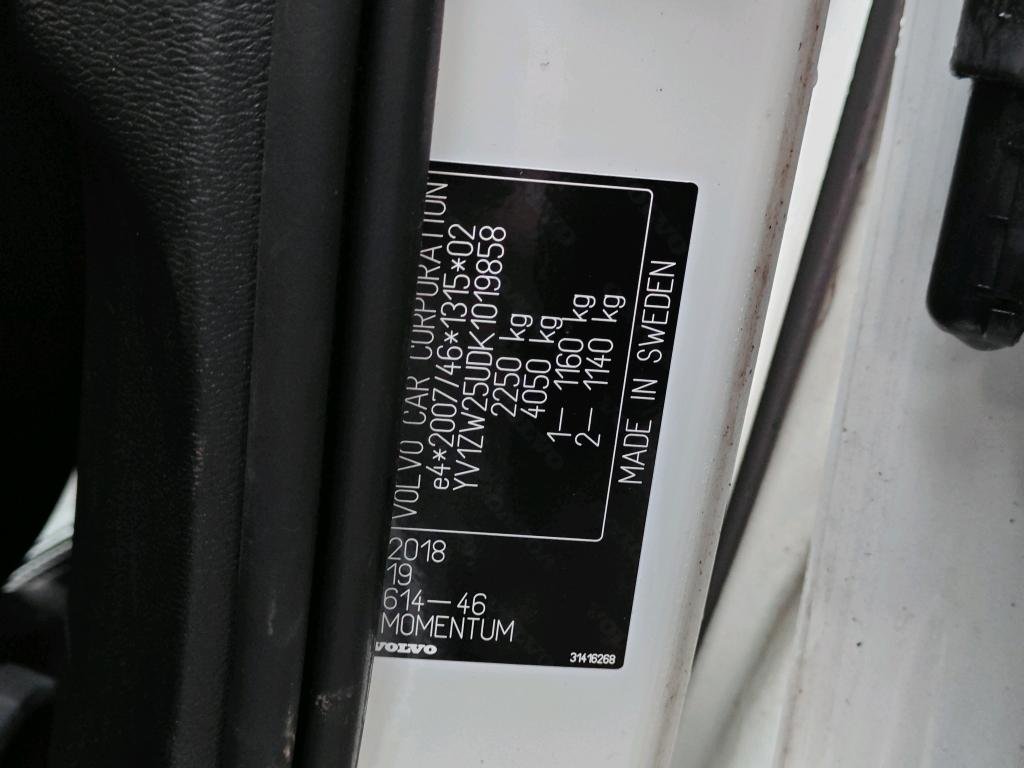 VOLVO CAR CORPORATION
e4*2007/46*1315*02
YV1ZW25UDK1019858
2250 kg
4050 kg
1— 1160 kg
2— 1140 kg
MADE IN SWEDEN
2018
19
614—46
MOMENTUM
VOLVO
31416268